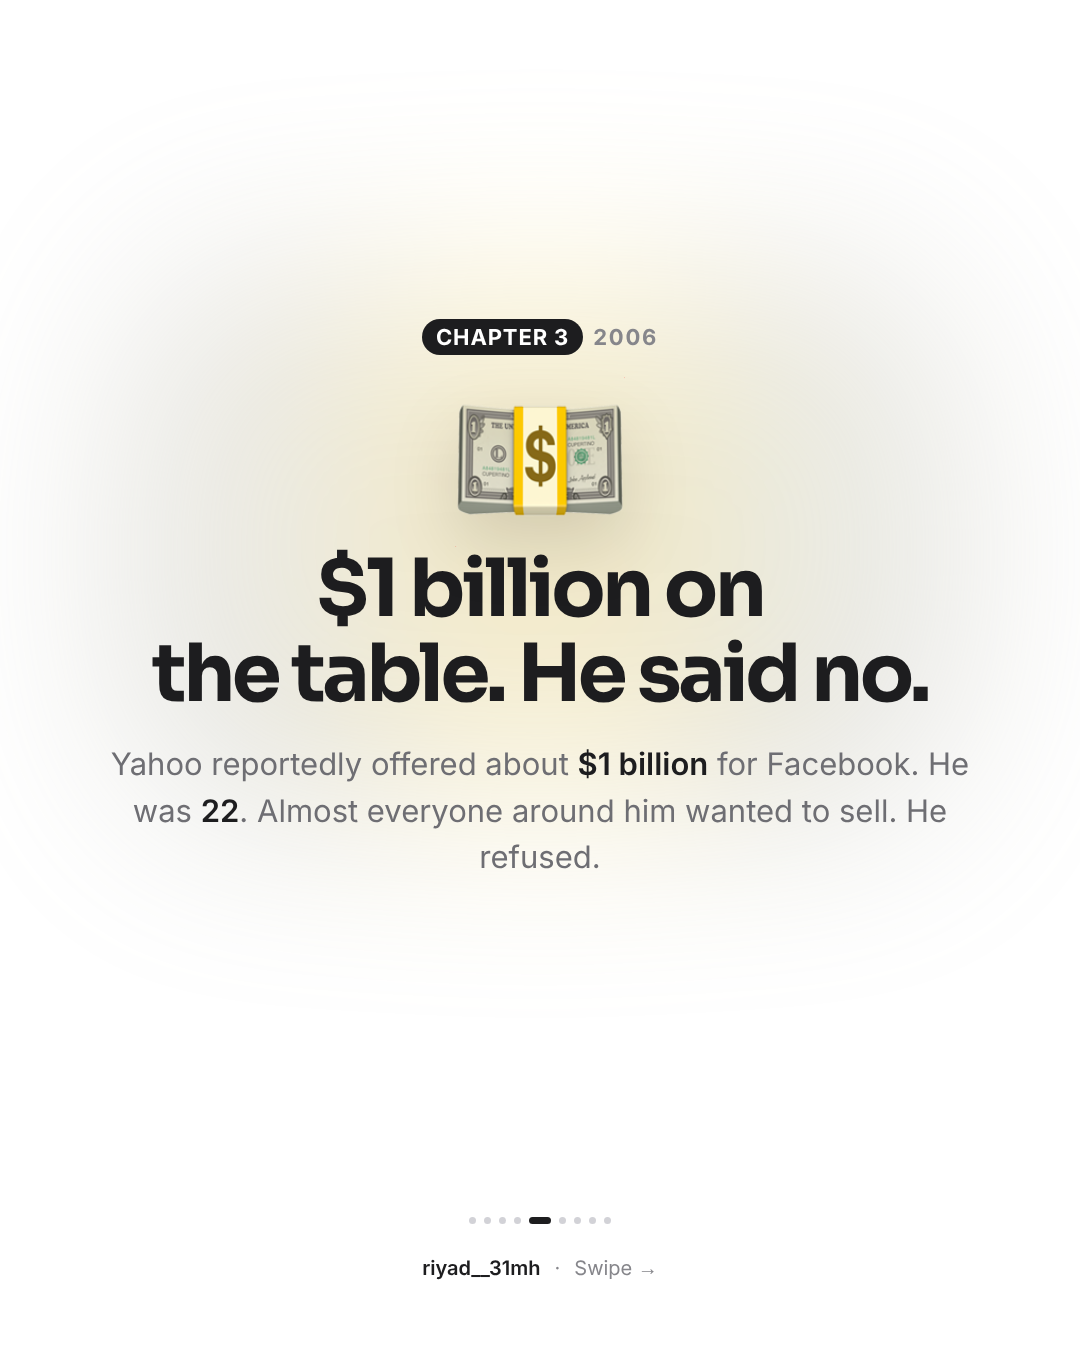 CHAPTER 3 2006
$
$1 billion on
the table. He said no.
Yahoo reportedly offered about $1 billion for Facebook. He
was 22. Almost everyone around him wanted to sell. He
refused.
riyad__31mh · Swipe →